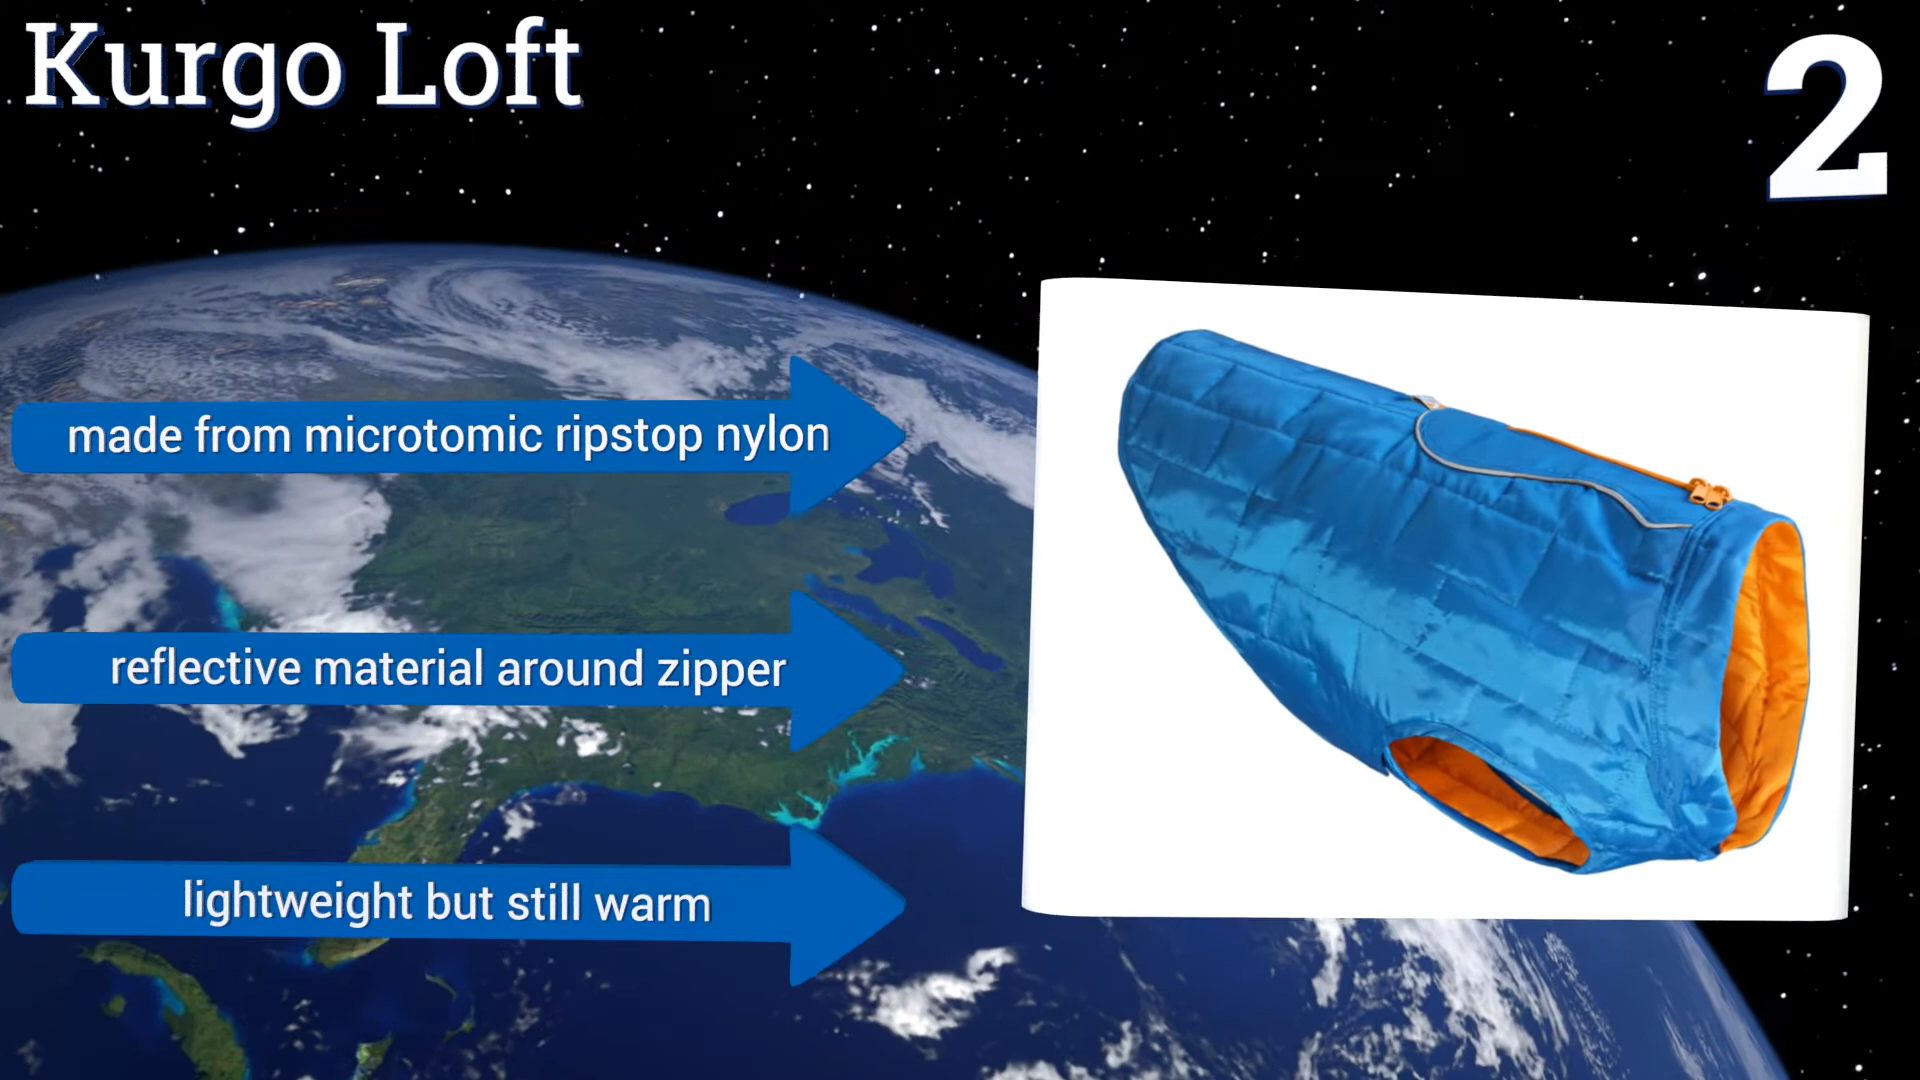 Kurgo Loft
2
made from microtomic ripstop nylon
reflective material around zipper
lightweight but still warm